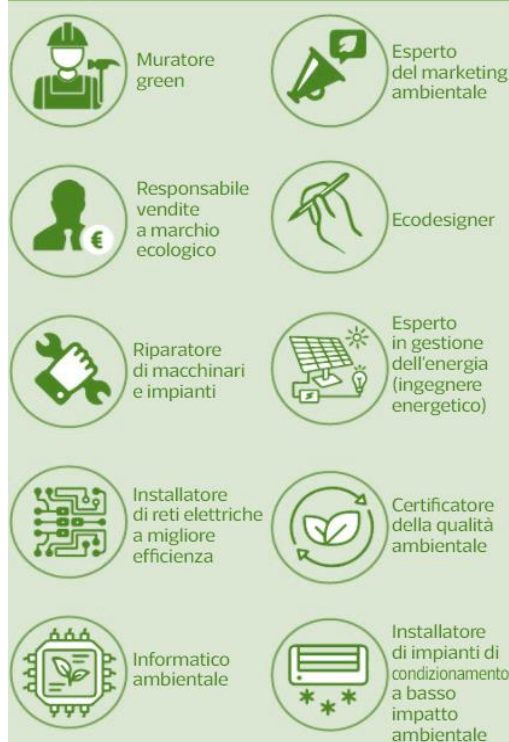 Muratore
green
Esperto
del marketing
ambientale
Responsabile
vendite
a marchio
ecologico
€
Ecodesigner
Riparatore
di macchinari
e impianti
Esperto
in gestione
dell'energia
(ingegnere
energetico)
Installatore
di reti elettriche
a migliore
efficienza
Certificatore
della qualità
ambientale
Informatico
ambientale
Installatore
di impianti di
condizionamento
a basso
impatto
ambientale